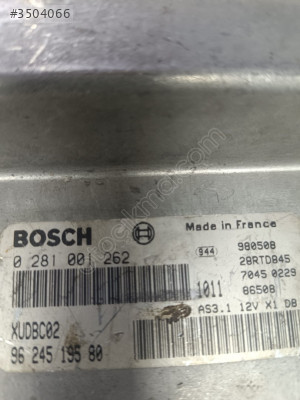 #3504066
Made in France
BOSCH
0 281 001 262
944
980508
28RTD845
7045 0229
1011
86508
AS3.1 12V X1 DB
XUDBC02
96 245 195 80